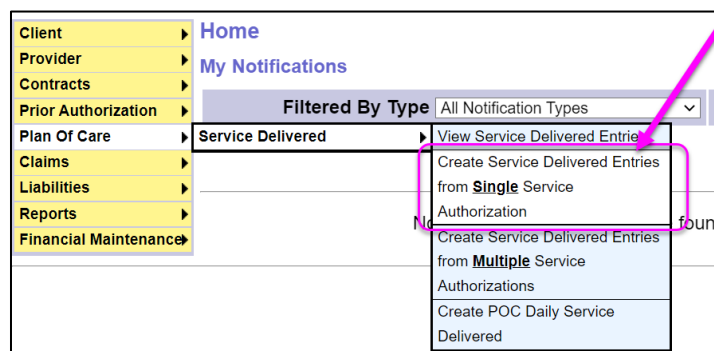 Client
Provider
Contracts
Prior Authorization
Plan Of Care
Claims
Liabilities
Reports
Financial Maintenance
Home
My Notifications
Filtered By Type All Notification Types
Service Delivered
View Service Delivered Entries
Create Service Delivered Entries
from Single Service
Authorization
Create Service Delivered Entries
from Multiple Service
Authorizations
Create POC Daily Service
Delivered